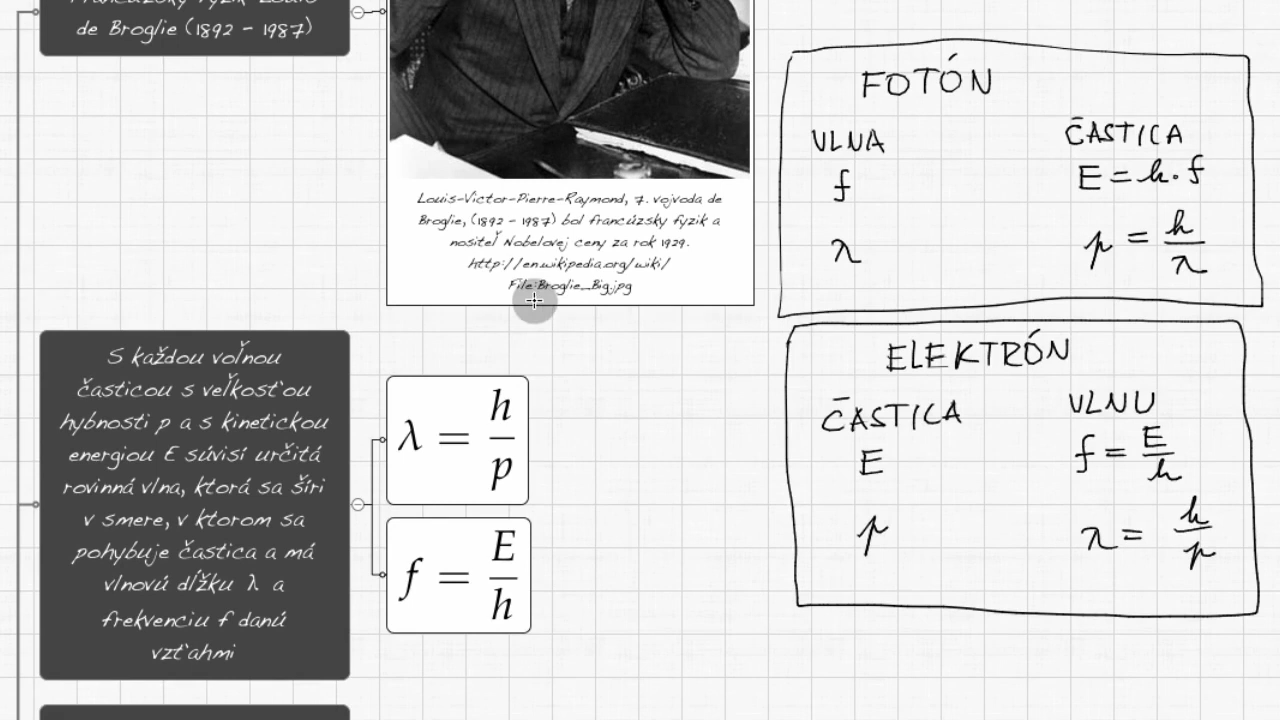 francúzsky fyzik Louis
de Broglie (1892 - 1987)
Louis-Victor-Pierre-Raymond, 7. vojvoda de
Broglie, (1892 - 1987) bol francúzsky fyzik a
nositeľ Nobelovej ceny za rok 1929.
http://en.wikipedia.org/wiki/
File:Broglie_Big.jpg
S každou voľnou
časticou s veľkosťou
hybnosti p a s kinetickou
energiou E súvisí určitá
rovinná vlna, ktorá sa šíri
v smere, v ktorom sa
pohybuje častica a má
vlnovú dĺžku λ a
frekvenciu f danú
vzťahmi
λ = h/p
f = E/h
FOTÓN
VLNA ČASTICA
f E = h · f
λ p = h/λ
ELEKTRÓN
ČASTICA VLNU
E f = E/h
p λ = h/p